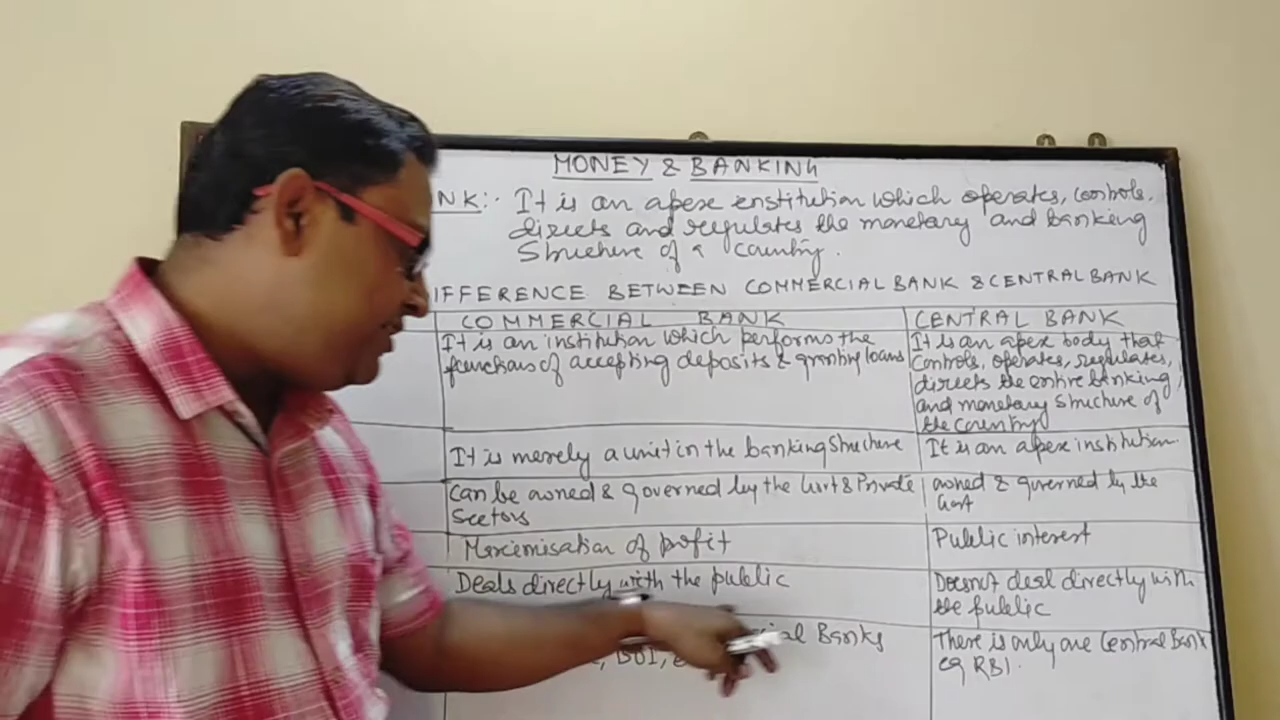 MONEY & BANKING
NK:- It is an apex enstitution which operates, controls,
directs and regulates the monetary and banking
Structure of a country.
IFFERENCE BETWEEN COMMERCIAL BANK & CENTRAL BANK
COMMERCIAL BANK
It is an institution which performs the
functions of accepting deposits & granting loans
CENTRAL BANK
It is an apex body that
controls, operates, regulates,
directs the entire banking
and monetary structure of
the country
It is merely a unit in the banking structure
It is an apex institution.
Can be owned & governed by the Govt & Private
Sectors
owned & governed by the
Govt
Maximisation of profit
Public interest
Deals directly with the public
Doesnot deal directly with
the public
cial Banks
, BOI, e
There is only one Central Bank
eg RBI.